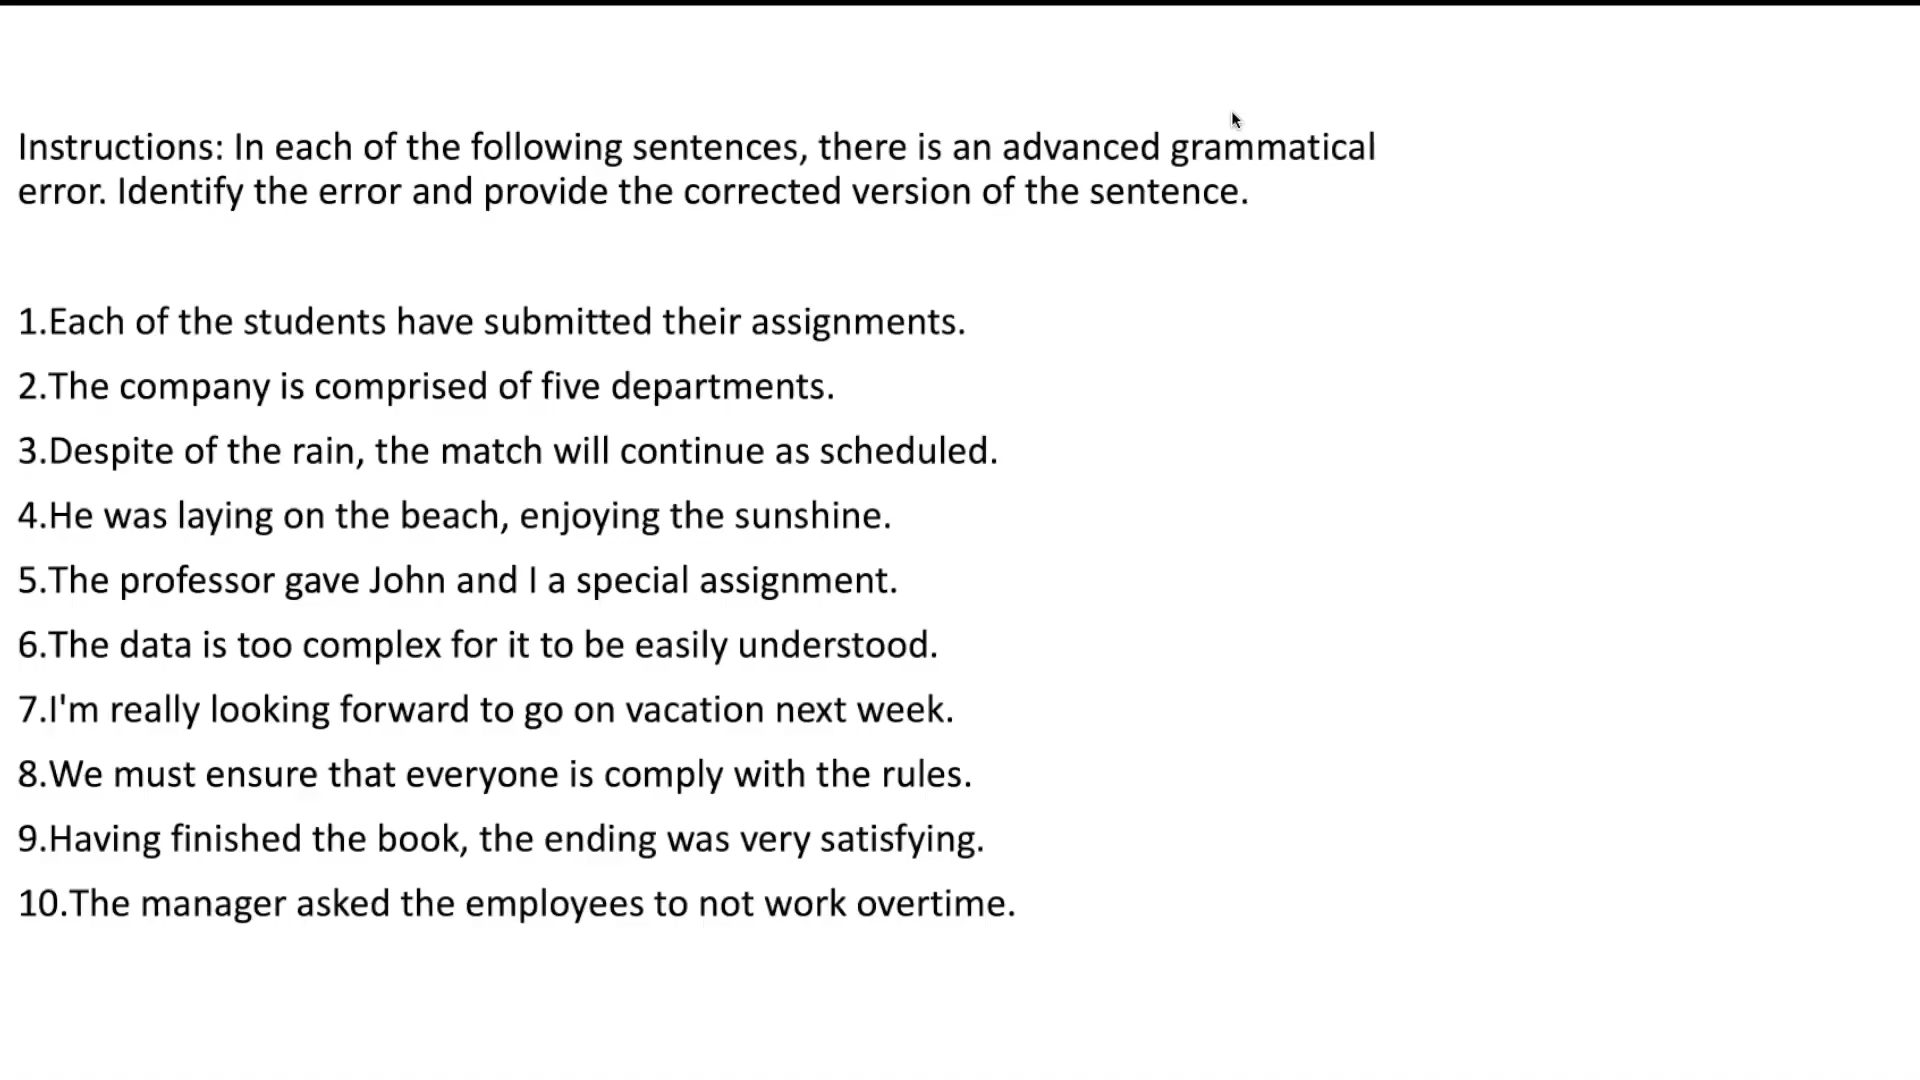 Instructions: In each of the following sentences, there is an advanced grammatical
error. Identify the error and provide the corrected version of the sentence.
1.Each of the students have submitted their assignments.
2.The company is comprised of five departments.
3.Despite of the rain, the match will continue as scheduled.
4.He was laying on the beach, enjoying the sunshine.
5.The professor gave John and I a special assignment.
6.The data is too complex for it to be easily understood.
7.I'm really looking forward to go on vacation next week.
8.We must ensure that everyone is comply with the rules.
9.Having finished the book, the ending was very satisfying.
10.The manager asked the employees to not work overtime.